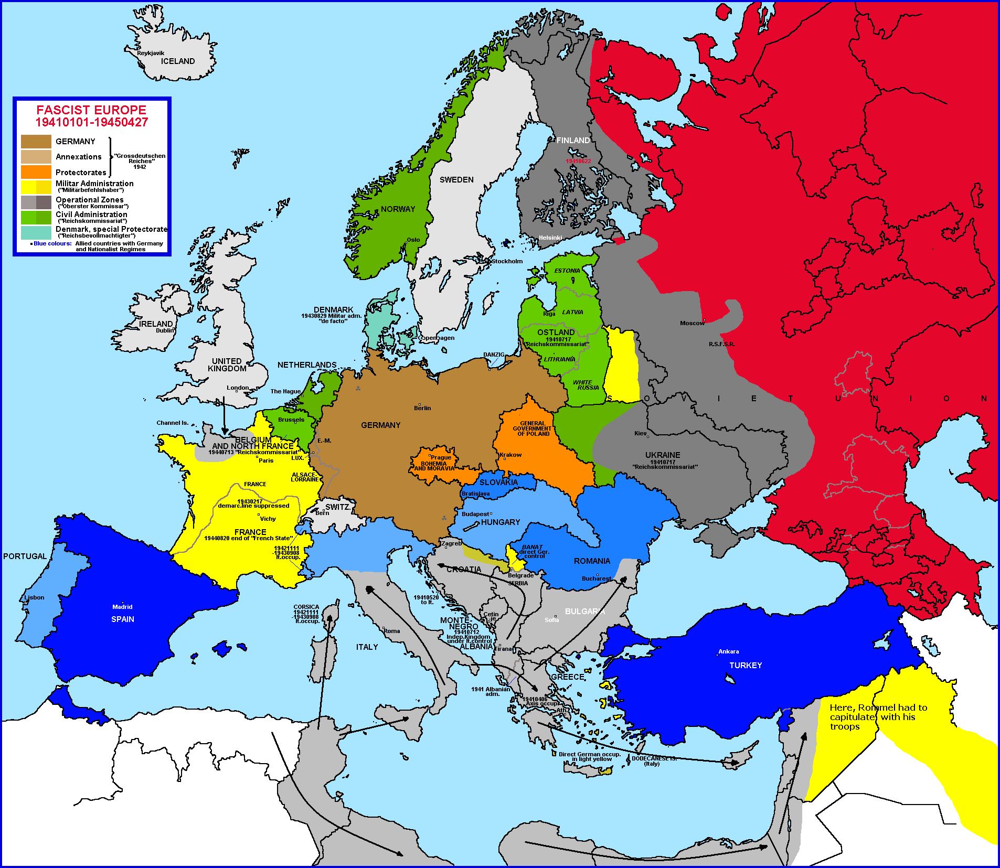 Reykjavik
ICELAND
FASCIST EUROPE
19410101-19450427
GERMANY
Annexations
Protectorates
"Grossdeutschen
Reiches"
1942
Militar Administration
("Militärbefehlshaber")
Operational Zones
("Oberster Kommissar")
Civil Administration
("Reichskommissariat")
Denmark, special Protectorate
("Reichsbevollmachtigter")
Blue colours: Allied countries with Germany
and Nationalist Regimes
FINLAND
19410622
SWEDEN
NORWAY
Oslo
Helsinki
Stockholm
ESTONIA
DENMARK
19430829 Militar adm.
"de facto"
Riga
LATVIA
IRELAND
Dublin
Copenhagen
OSTLAND
19410717
"Reichskommissariat"
Moscow
R.S.F.S.R.
DANZIG
LITHUANIA
UNITED
KINGDOM
NETHERLANDS
London
The Hague
WHITE
RUSSIA
S O V I E T U N I O N
Berlin
Channel Is.
Brussels
GERMANY
GENERAL
GOVERNMENT
OF POLAND
Kiev
BELGIUM
AND NORTH FRANCE
19440713 "Reichskommissariat"
E.-M.
LUX.
Paris
Prague
BOHEMIA
AND MORAVIA
Krakow
UKRAINE
19410717
"Reichskommissariat"
ALSACE-
LORRAINE
FRANCE
SLOVAKIA
Bratislava
19430217
demarc.line suppressed
SWITZ.
Bern
Vichy
Budapest
HUNGARY
FRANCE
19440820 end of "French State"
19421111
-19430908
It.occup.
Zagreb
BANAT
direct Ger.
control
PORTUGAL
CROATIA
ROMANIA
Belgrade
SERBIA
Bucharest
Lisbon
Madrid
SPAIN
19410520
to It.
CORSICA
19421111
-19430908
It.occup.
BULGARIA
Sofia
Cetin
-je
MONTE-
NEGRO
19410712
Indep.Kingdom
under It.control
ALBANIA
Tirana
Roma
ITALY
Ankara
TURKEY
GREECE
1941 Albanian
adm.
19410406
Axis occup.
Ath.
Here, Rommel had to
capitulate with his
troops
Direct German occup.
in light yellow
DODECANESE IS.
(Italy)